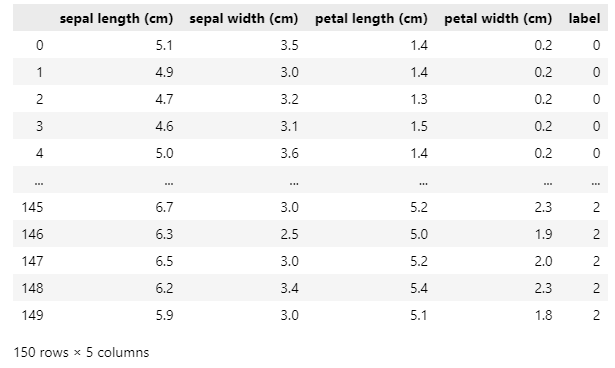 sepal length (cm) sepal width (cm) petal length (cm) petal width (cm) label
0 5.1 3.5 1.4 0.2 0
1 4.9 3.0 1.4 0.2 0
2 4.7 3.2 1.3 0.2 0
3 4.6 3.1 1.5 0.2 0
4 5.0 3.6 1.4 0.2 0
... ... ... ... ... ...
145 6.7 3.0 5.2 2.3 2
146 6.3 2.5 5.0 1.9 2
147 6.5 3.0 5.2 2.0 2
148 6.2 3.4 5.4 2.3 2
149 5.9 3.0 5.1 1.8 2
150 rows × 5 columns